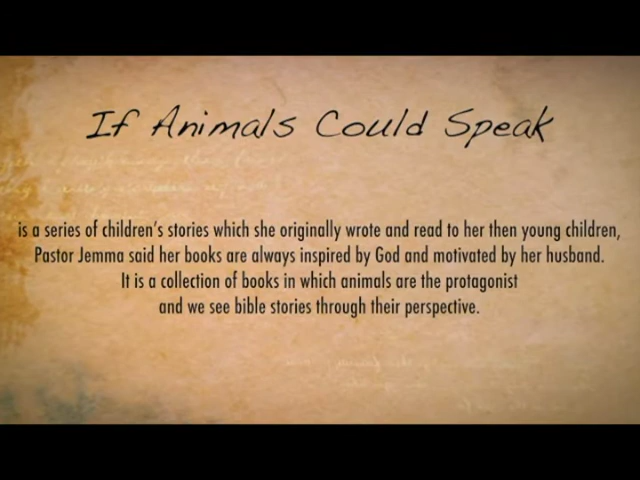 If Animals Could Speak
is a series of children's stories which she originally wrote and read to her then young children,
Pastor Jemma said her books are always inspired by God and motivated by her husband.
It is a collection of books in which animals are the protagonist
and we see bible stories through their perspective.